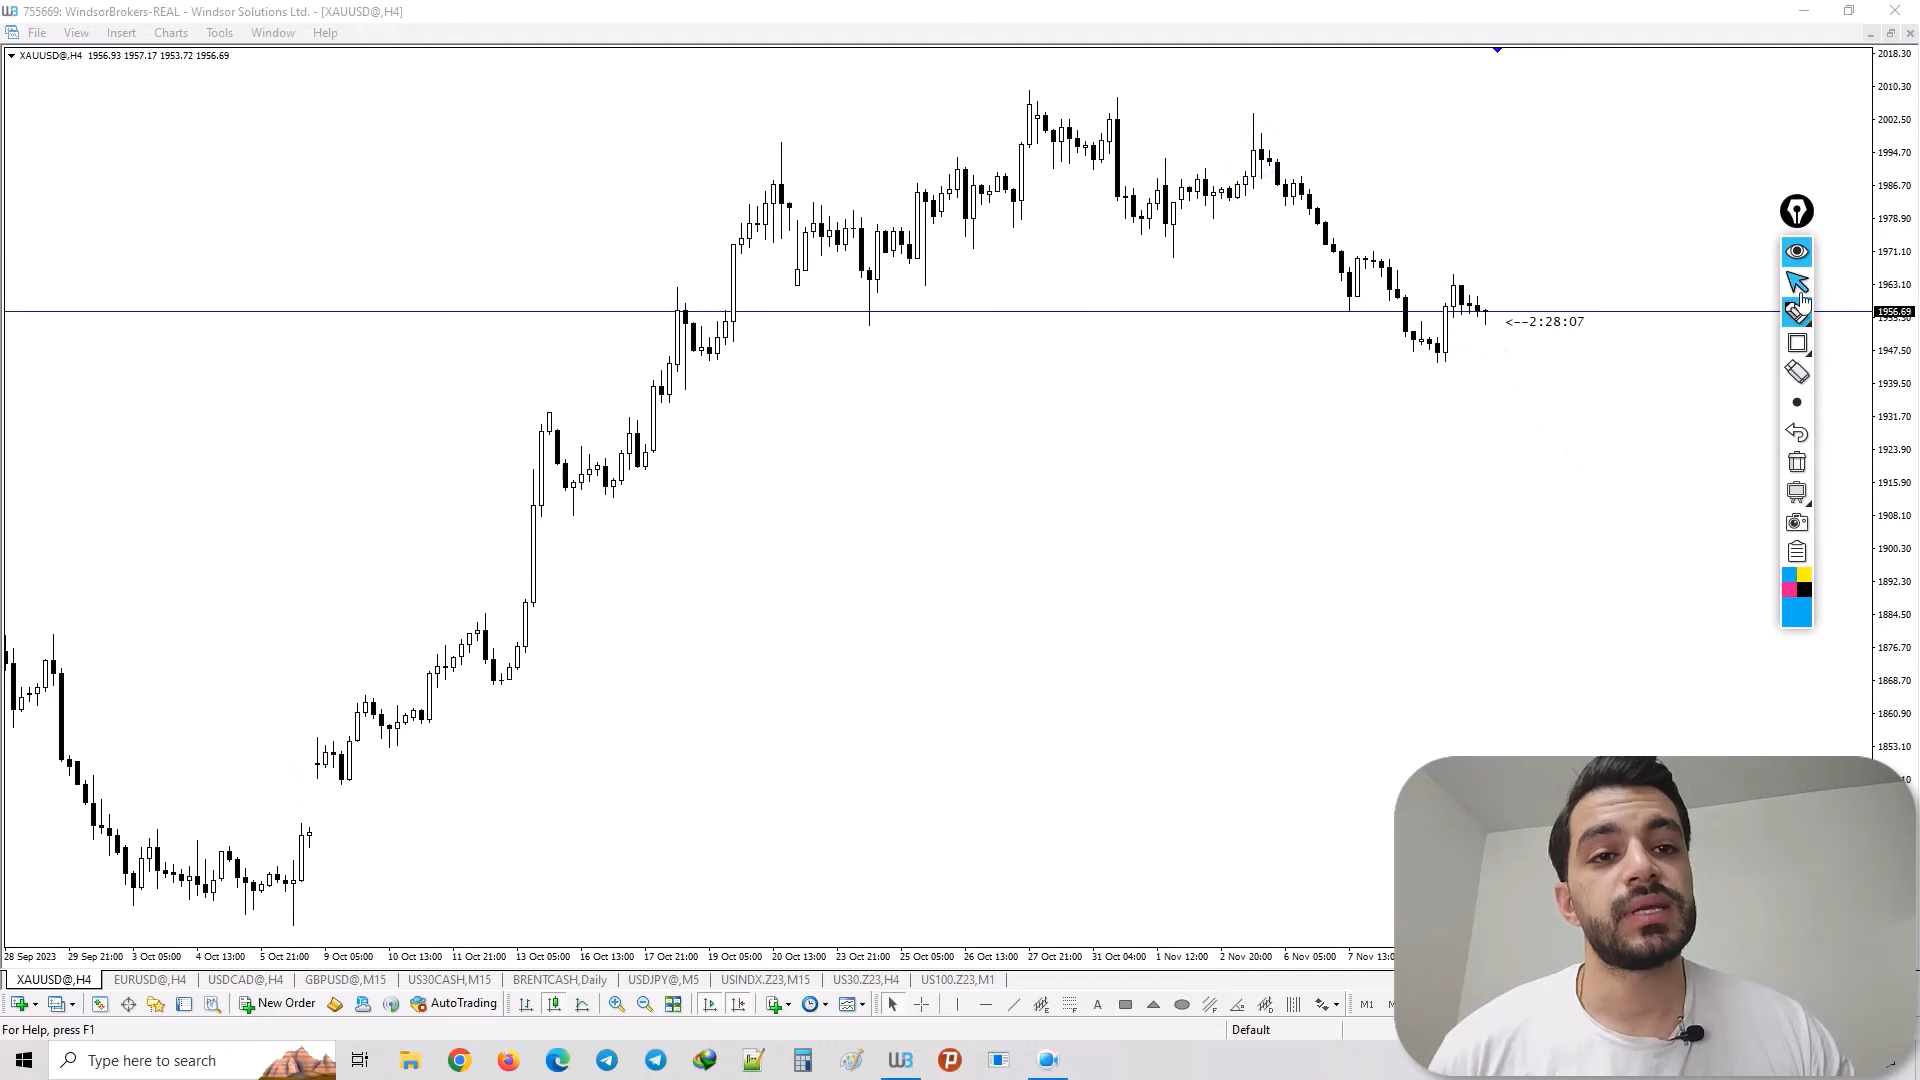 755669: WindsorBrokers-REAL - Windsor Solutions Ltd. - [XAUUSD@,H4]
File View Insert Charts Tools Window Help
XAUUSD@,H4 1956.93 1957.17 1953.72 1956.69
2018.30
2010.30
2002.50
1994.70
1986.70
1978.90
1971.10
1963.10
1956.69
<--2:28:07
1947.50
1939.50
1931.70
1923.90
1915.90
1908.10
1900.30
1892.30
1884.50
1876.70
1868.70
1860.90
1853.10
28 Sep 2023 29 Sep 21:00 3 Oct 05:00 4 Oct 13:00 5 Oct 21:00 9 Oct 05:00 10 Oct 13:00 11 Oct 21:00 13 Oct 05:00 16 Oct 13:00 17 Oct 21:00 19 Oct 05:00 20 Oct 13:00 23 Oct 21:00 25 Oct 05:00 26 Oct 13:00 27 Oct 21:00 31 Oct 04:00 1 Nov 12:00 2 Nov 20:00 6 Nov 05:00 7 Nov 13:0
XAUUSD@,H4 EURUSD@,H4 USDCAD@,H4 GBPUSD@,M15 US30CASH,M15 BRENTCASH,Daily USDJPY@,M5 USINDX.Z23,M15 US30.Z23,H4 US100.Z23,M1
New Order AutoTrading A M1
For Help, press F1 Default
Type here to search